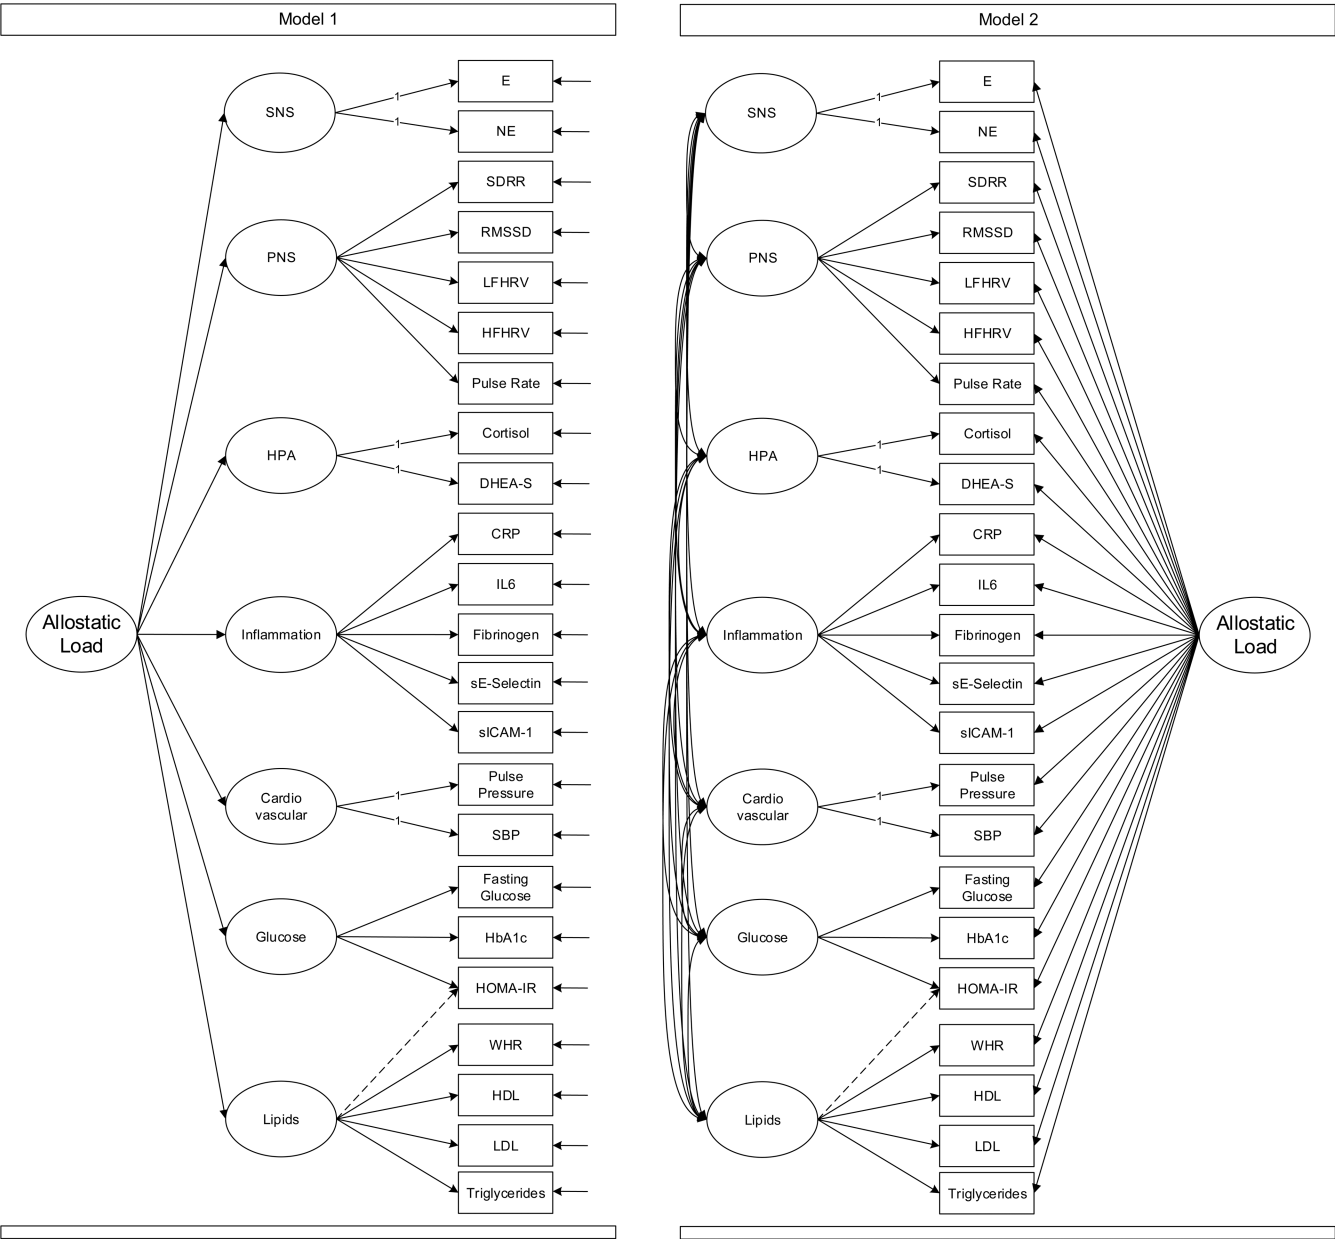 Model 1
SNS
PNS
HPA
Allostatic
Load
Inflammation
Cardio
vascular
Glucose
Lipids
1
1
1
1
1
1
E
NE
SDRR
RMSSD
LFHRV
HFHRV
Pulse Rate
Cortisol
DHEA-S
CRP
IL6
Fibrinogen
sE-Selectin
sICAM-1
Pulse
Pressure
SBP
Fasting
Glucose
HbA1c
HOMA-IR
WHR
HDL
LDL
Triglycerides
Model 2
SNS
PNS
HPA
Inflammation
Cardio
vascular
Glucose
Lipids
1
1
1
1
1
1
E
NE
SDRR
RMSSD
LFHRV
HFHRV
Pulse Rate
Cortisol
DHEA-S
CRP
IL6
Fibrinogen
sE-Selectin
sICAM-1
Pulse
Pressure
SBP
Fasting
Glucose
HbA1c
HOMA-IR
WHR
HDL
LDL
Triglycerides
Allostatic
Load